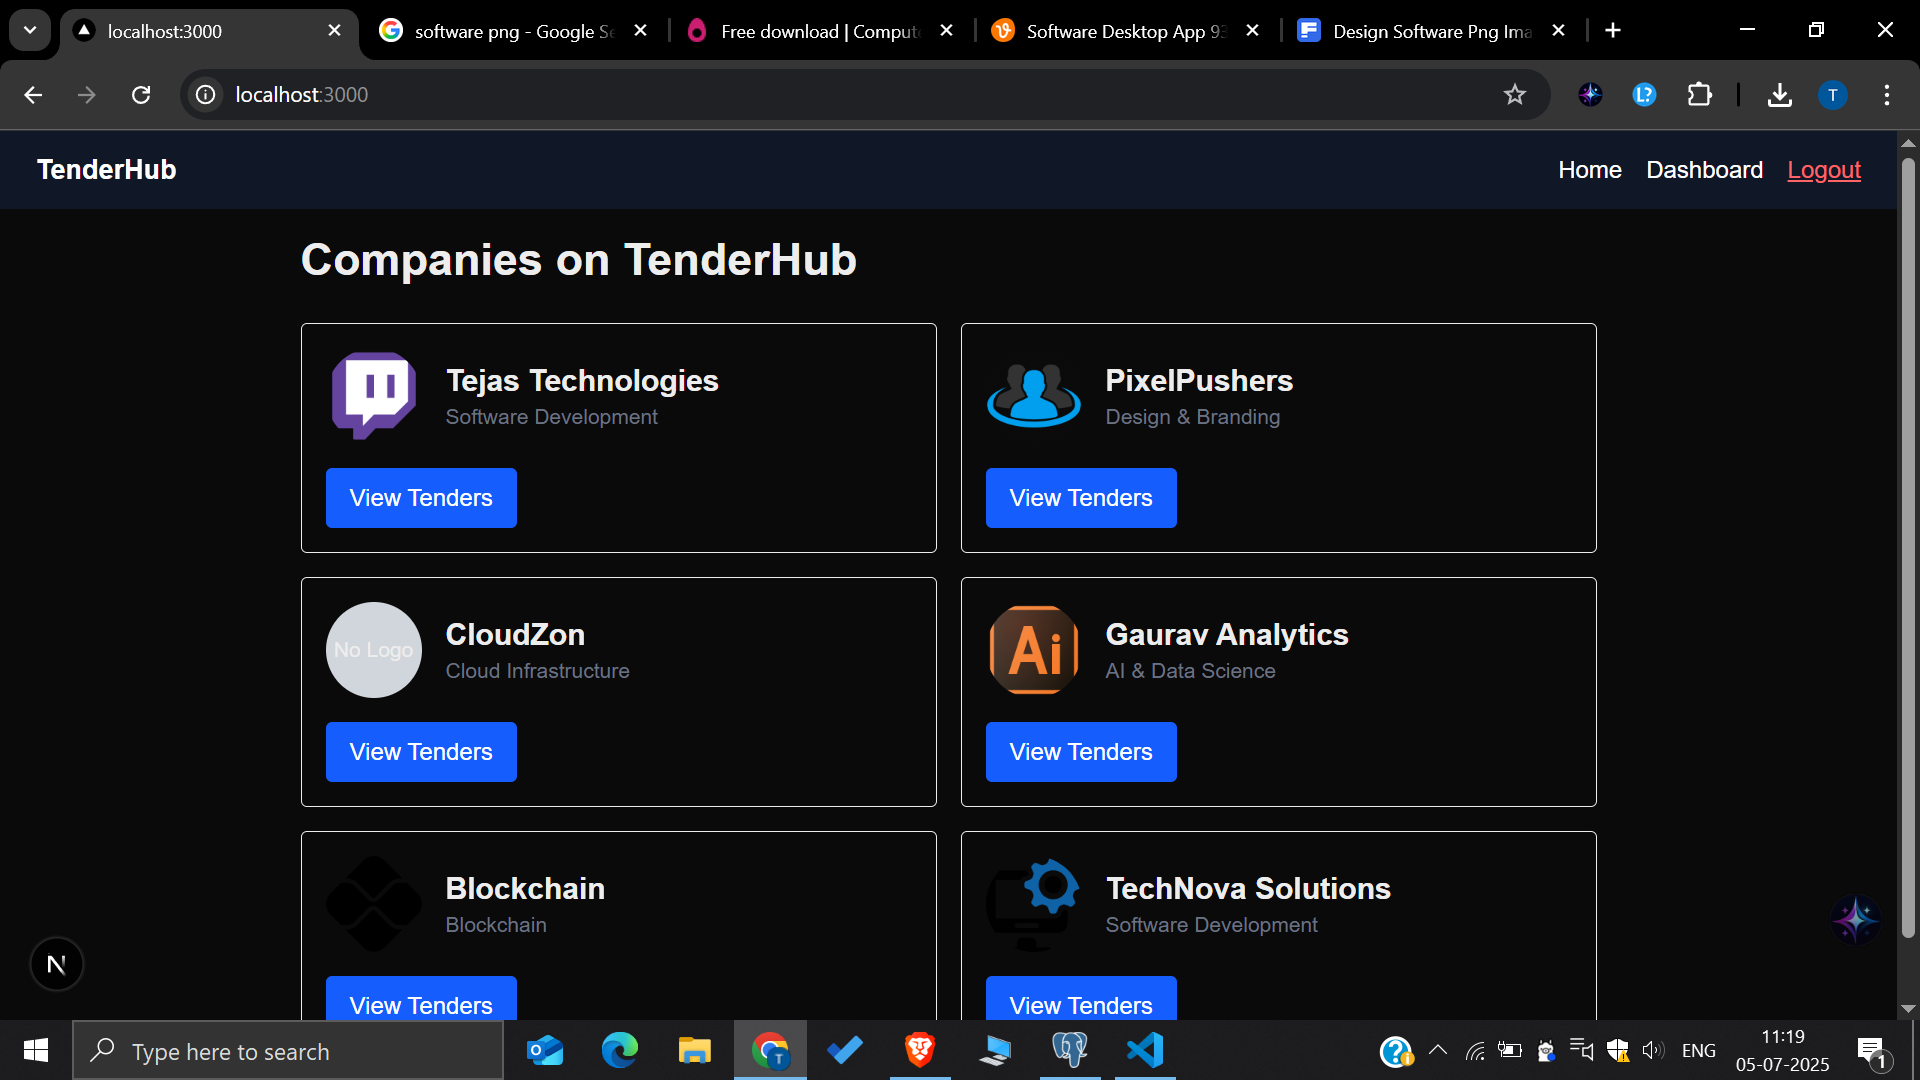 localhost:3000
software png - Google Se
Free download | Compute
Software Desktop App 93
Design Software Png Ima
localhost:3000
L?
T
TenderHub
Home
Dashboard
Logout
Companies on TenderHub
Tejas Technologies
Software Development
View Tenders
PixelPushers
Design & Branding
View Tenders
No Logo
CloudZon
Cloud Infrastructure
View Tenders
Ai
Gaurav Analytics
AI & Data Science
View Tenders
Blockchain
Blockchain
View Tenders
TechNova Solutions
Software Development
View Tenders
N
Type here to search
T
ENG
11:19
05-07-2025
1